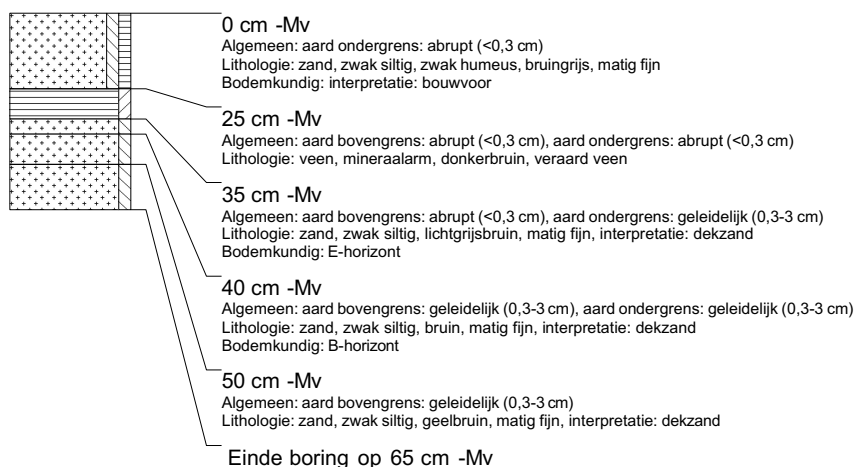 0 cm -Mv
Algemeen: aard ondergrens: abrupt (<0,3 cm)
Lithologie: zand, zwak siltig, zwak humeus, bruingrijs, matig fijn
Bodemkundig: interpretatie: bouwvoor
25 cm -Mv
Algemeen: aard bovengrens: abrupt (<0,3 cm), aard ondergrens: abrupt (<0,3 cm)
Lithologie: veen, mineraalarm, donkerbruin, veraard veen
35 cm -Mv
Algemeen: aard bovengrens: abrupt (<0,3 cm), aard ondergrens: geleidelijk (0,3-3 cm)
Lithologie: zand, zwak siltig, lichtgrijsbruin, matig fijn, interpretatie: dekzand
Bodemkundig: E-horizont
40 cm -Mv
Algemeen: aard bovengrens: geleidelijk (0,3-3 cm), aard ondergrens: geleidelijk (0,3-3 cm)
Lithologie: zand, zwak siltig, bruin, matig fijn, interpretatie: dekzand
Bodemkundig: B-horizont
50 cm -Mv
Algemeen: aard bovengrens: geleidelijk (0,3-3 cm)
Lithologie: zand, zwak siltig, geelbruin, matig fijn, interpretatie: dekzand
Einde boring op 65 cm -Mv